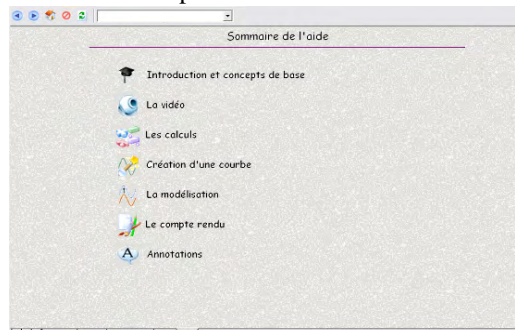 Sommaire de l'aide
Introduction et concepts de base
La vidéo
Les calculs
Création d'une courbe
La modélisation
Le compte rendu
A Annotations